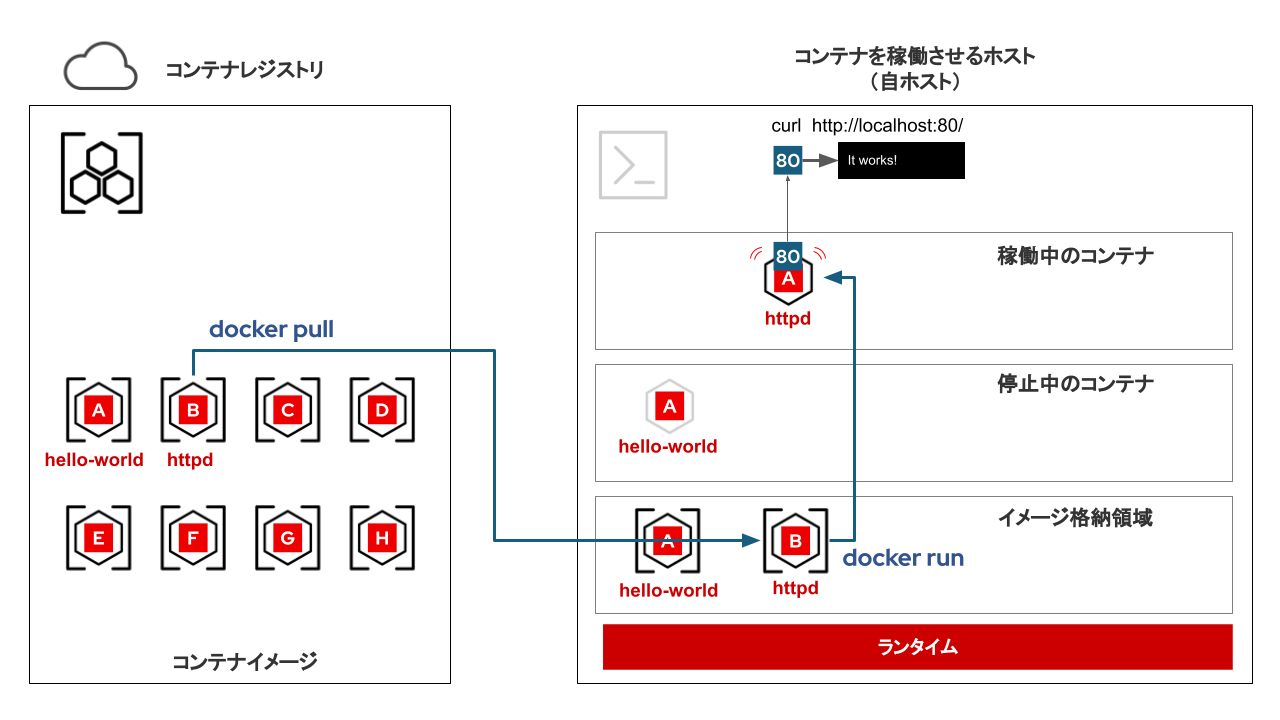 コンテナレジストリ
docker pull
A
B
C
D
hello-world
httpd
E
F
G
H
コンテナイメージ
コンテナを稼働させるホスト
（自ホスト）
curl http://localhost:80/
80
It works!
稼働中のコンテナ
80
A
httpd
停止中のコンテナ
A
hello-world
イメージ格納領域
A
B
docker run
hello-world
httpd
ランタイム